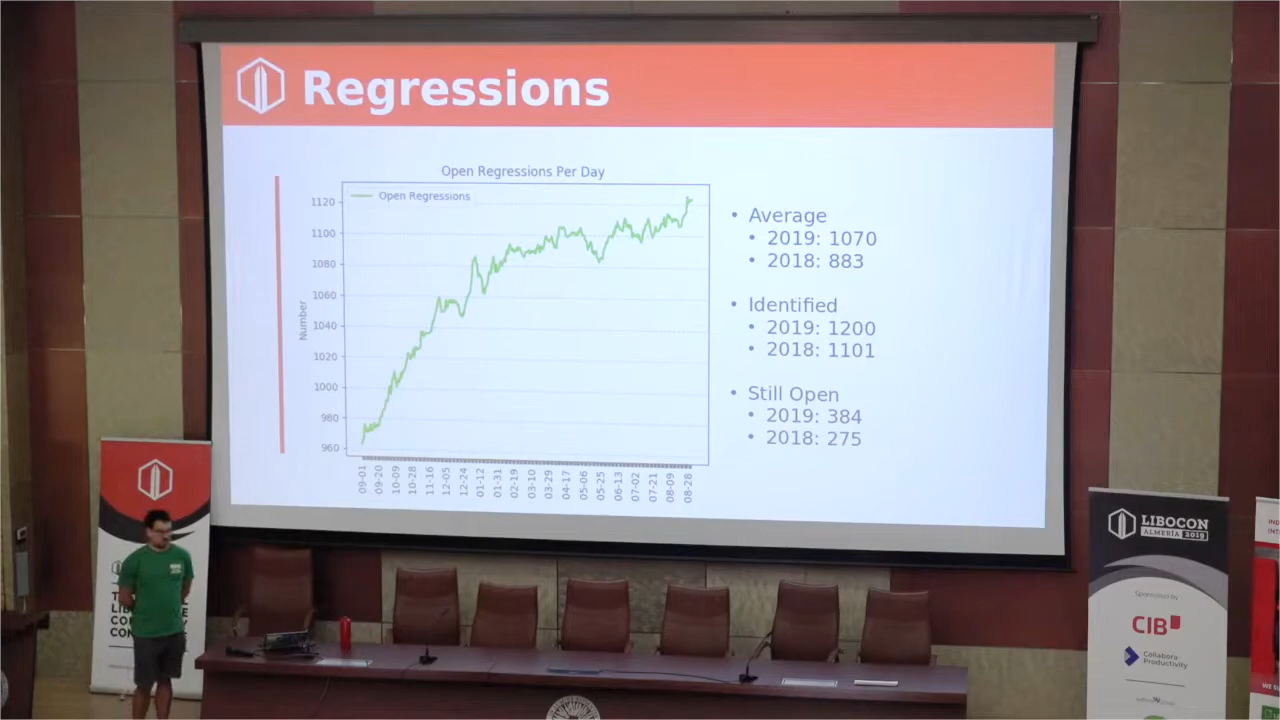 Regressions
Open Regressions Per Day
Open Regressions
Number
1120
1100
1080
1060
1040
1020
1000
980
960
09-01
09-20
10-09
10-28
11-16
12-05
12-24
01-12
01-31
02-19
03-10
03-29
04-17
05-06
05-25
06-13
07-02
07-21
08-09
08-28
• Average
• 2019: 1070
• 2018: 883
• Identified
• 2019: 1200
• 2018: 1101
• Still Open
• 2019: 384
• 2018: 275
LIBOCON
ALMERÍA 2019
Sponsored by
CIB
Collabora
Productivity